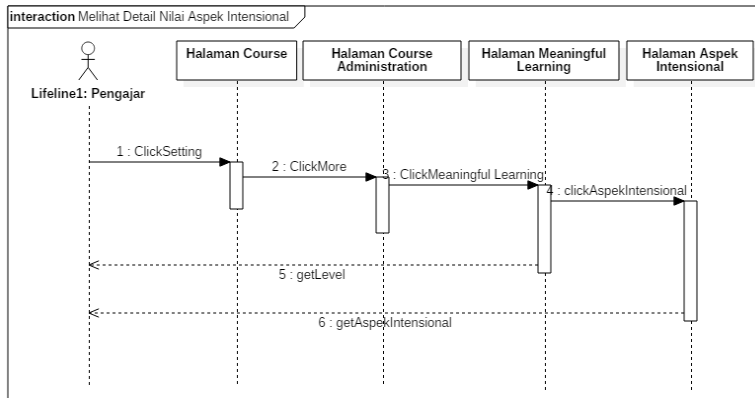 interaction Melihat Detail Nilai Aspek Intensional
Lifeline1: Pengajar
Halaman Course
Halaman Course
Administration
Halaman Meaningful
Learning
Halaman Aspek
Intensional
1 : ClickSetting
2 : ClickMore
3 : ClickMeaningful Learning
4 : clickAspekIntensional
5 : getLevel
6 : getAspekIntensional